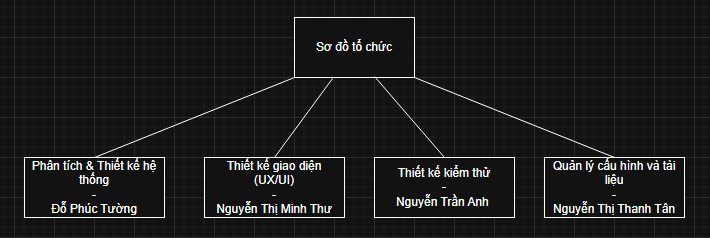 Sơ đồ tổ chức
Phân tích & Thiết kế hệ
thống
-
Đỗ Phúc Tường
Thiết kế giao diện
(UX/UI)
-
Nguyễn Thị Minh Thư
Thiết kế kiểm thử
-
Nguyễn Trần Anh
Quản lý cấu hình và tài
liệu
-
Nguyễn Thị Thanh Tân